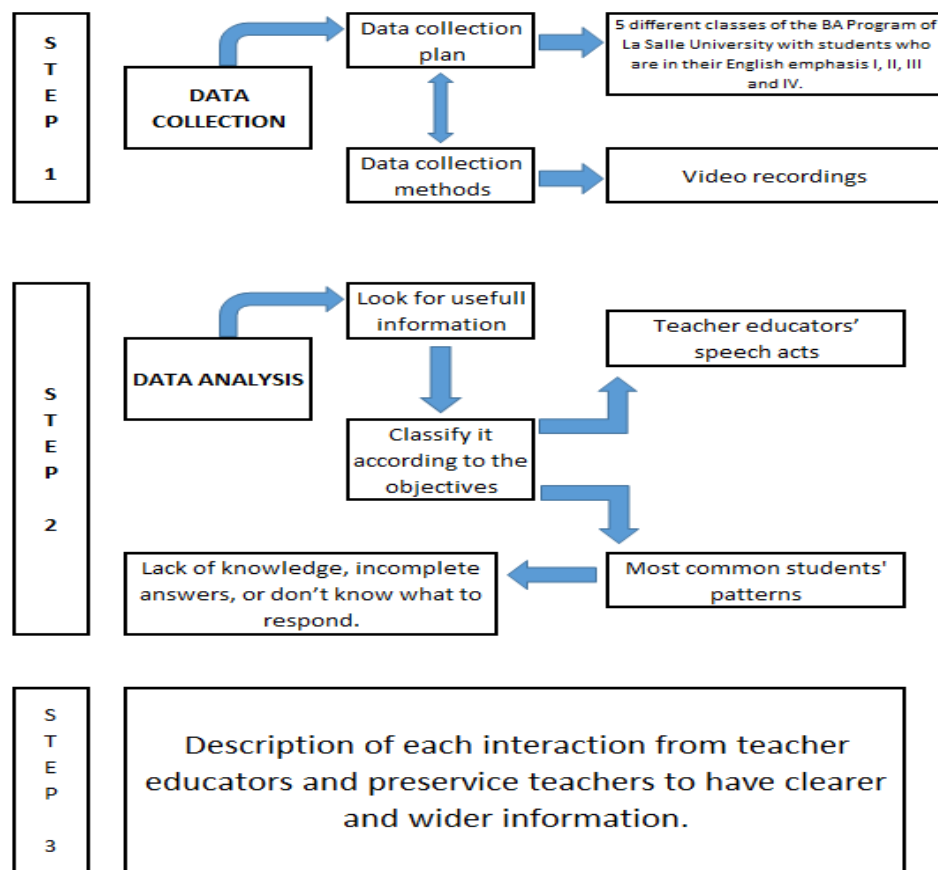 S
T
E
P
1
DATA
COLLECTION
Data collection
plan
5 different classes of the BA Program of
La Salle University with students who
are in their English emphasis I, II, III
and IV.
Data collection
methods
Video recordings
S
T
E
P
2
DATA ANALYSIS
Look for usefull
information
Classify it
according to the
objectives
Teacher educators’
speech acts
Most common students'
patterns
Lack of knowledge, incomplete
answers, or don’t know what to
respond.
S
T
E
P
3
Description of each interaction from teacher
educators and preservice teachers to have clearer
and wider information.